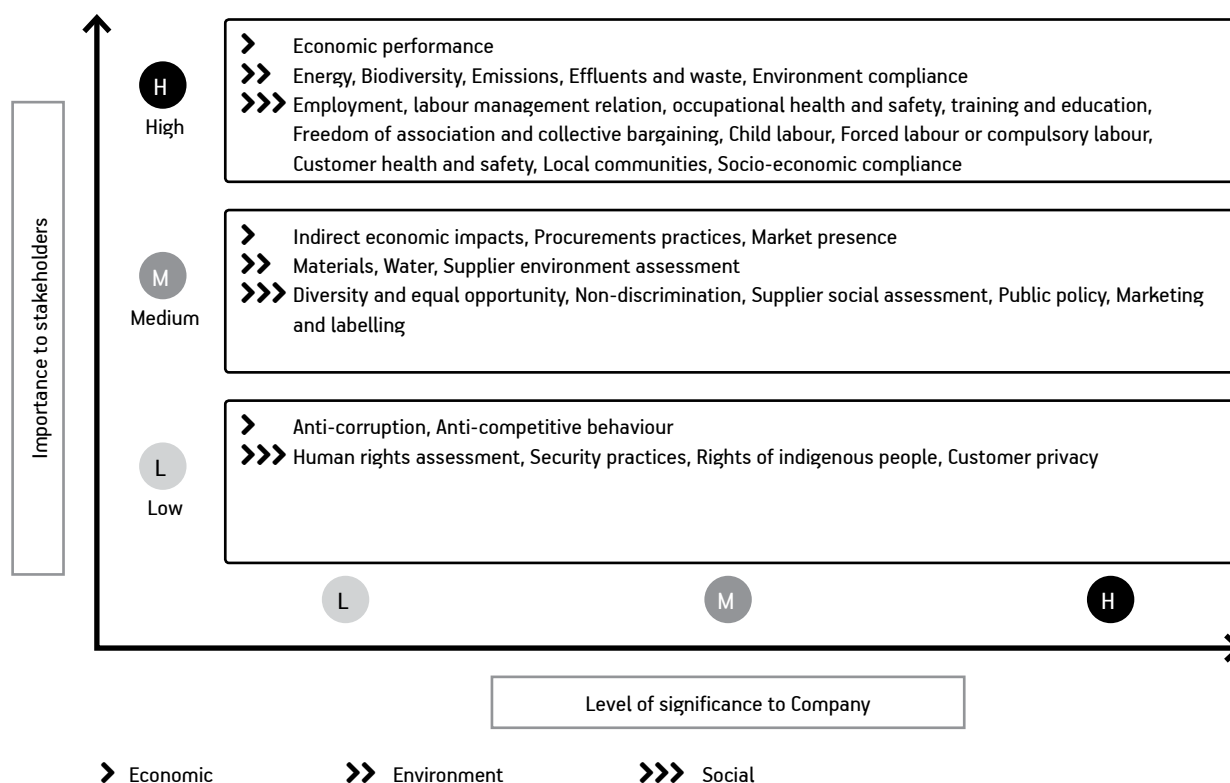 Importance to stakeholders
H
High
Economic performance
Energy, Biodiversity, Emissions, Effluents and waste, Environment compliance
Employment, labour management relation, occupational health and safety, training and education,
Freedom of association and collective bargaining, Child labour, Forced labour or compulsory labour,
Customer health and safety, Local communities, Socio-economic compliance
M
Medium
Indirect economic impacts, Procurements practices, Market presence
Materials, Water, Supplier environment assessment
Diversity and equal opportunity, Non-discrimination, Supplier social assessment, Public policy, Marketing
and labelling
L
Low
Anti-corruption, Anti-competitive behaviour
Human rights assessment, Security practices, Rights of indigenous people, Customer privacy
L M H
Level of significance to Company
Economic Environment Social